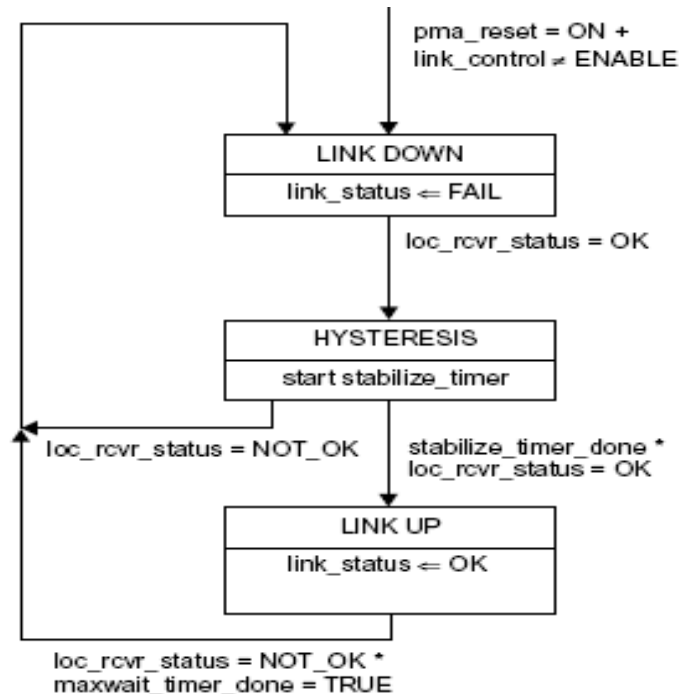 pma_reset = ON +
link_control ≠ ENABLE
LINK DOWN
link_status ⇐ FAIL
loc_rcvr_status = OK
HYSTERESIS
start stabilize_timer
loc_rcvr_status = NOT_OK
stabilize_timer_done *
loc_rcvr_status = OK
LINK UP
link_status ⇐ OK
loc_rcvr_status = NOT_OK *
maxwait_timer_done = TRUE